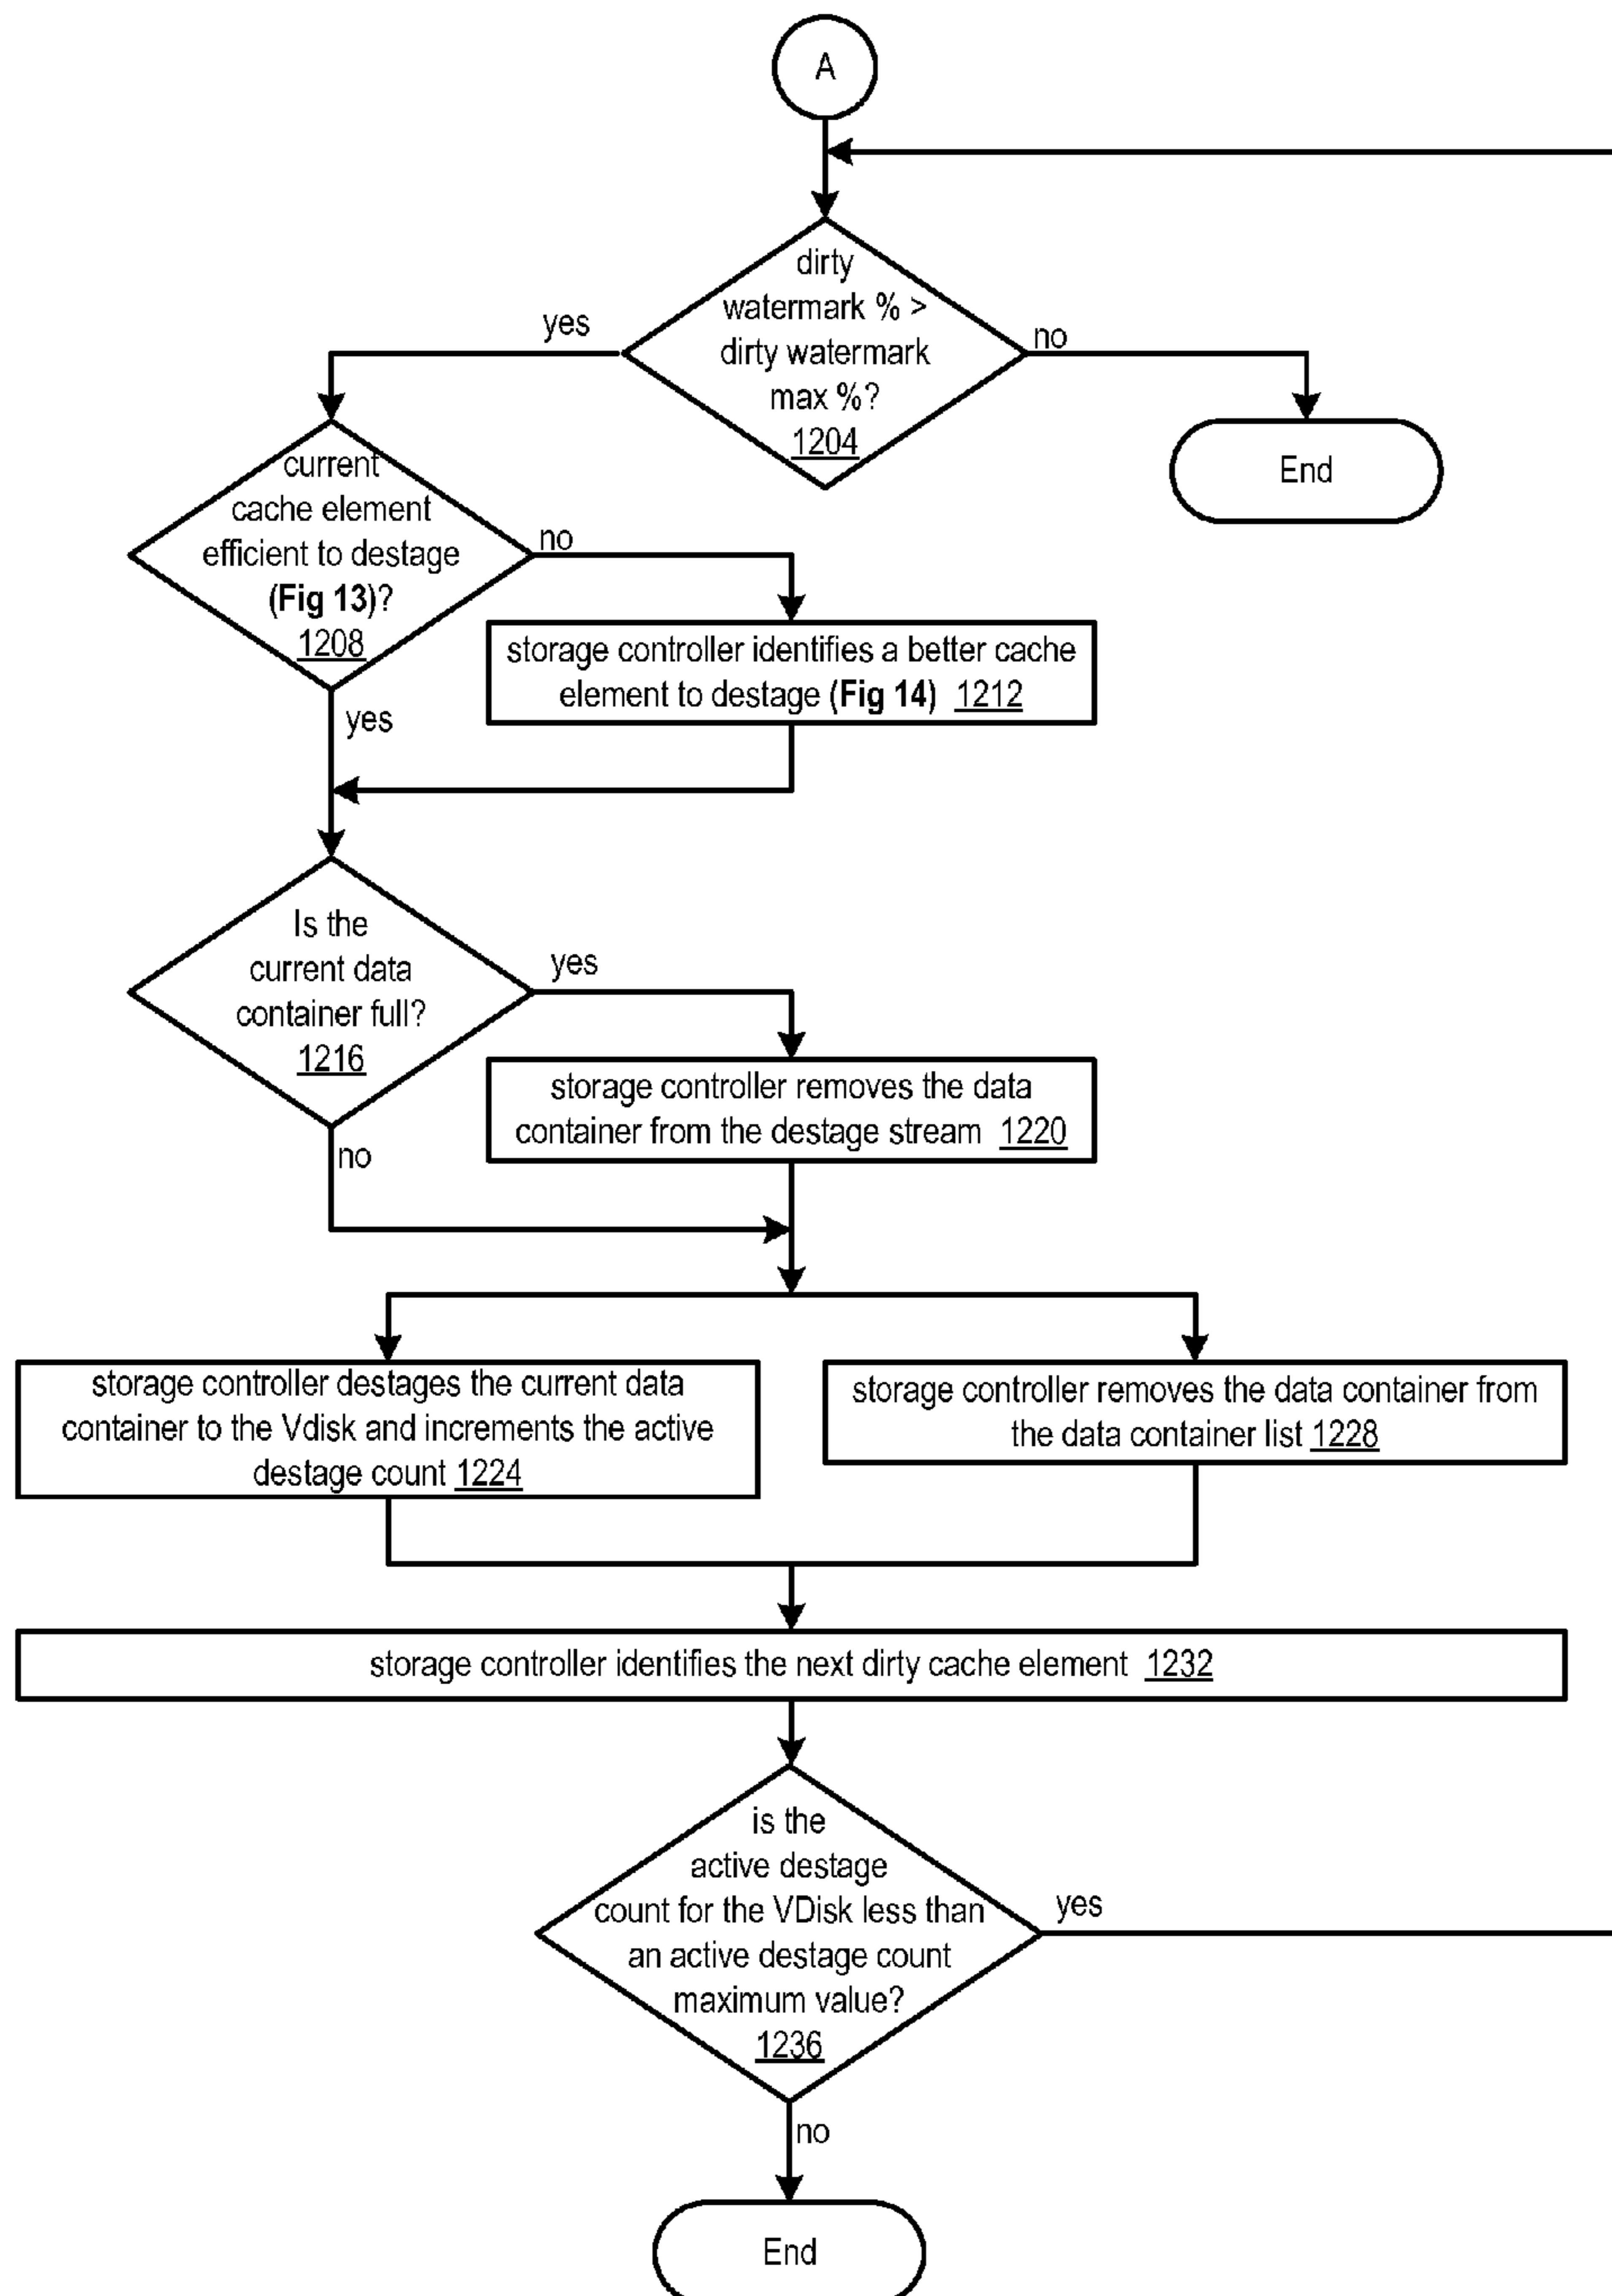 A
dirty
watermark % >
dirty watermark
max %?
1204
yes
no
End
current
cache element
efficient to destage
(Fig 13)?
1208
no
yes
storage controller identifies a better cache
element to destage (Fig 14) 1212
Is the
current data
container full?
1216
yes
no
storage controller removes the data
container from the destage stream 1220
storage controller destages the current data
container to the Vdisk and increments the active
destage count 1224
storage controller removes the data container from
the data container list 1228
storage controller identifies the next dirty cache element 1232
is the
active destage
count for the VDisk less than
an active destage count
maximum value?
1236
yes
no
End